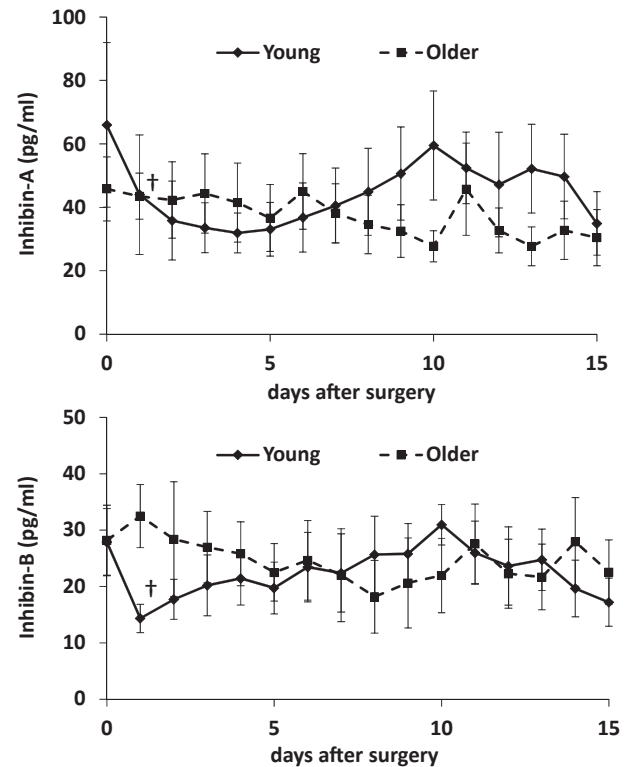 100
80
60
40
20
0
Inhibin-A (pg/ml)
Young
Older
†
0 5 10 15
days after surgery
50
40
30
20
10
0
Inhibin-B (pg/ml)
Young
Older
†
0 5 10 15
days after surgery